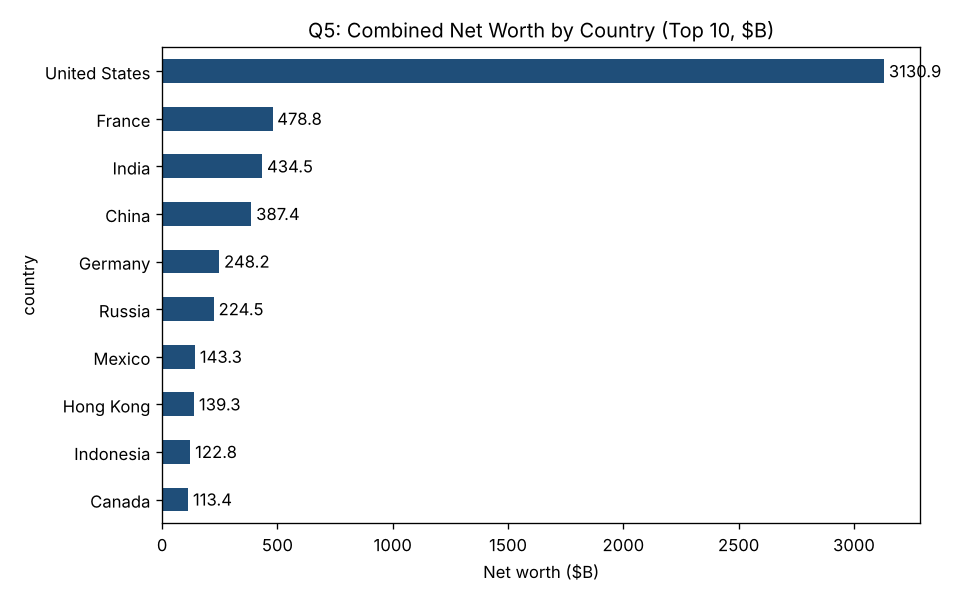 Q5: Combined Net Worth by Country (Top 10, $B)
United States 3130.9
France 478.8
India 434.5
China 387.4
Germany 248.2
Russia 224.5
Mexico 143.3
Hong Kong 139.3
Indonesia 122.8
Canada 113.4
country
0 500 1000 1500 2000 2500 3000
Net worth ($B)